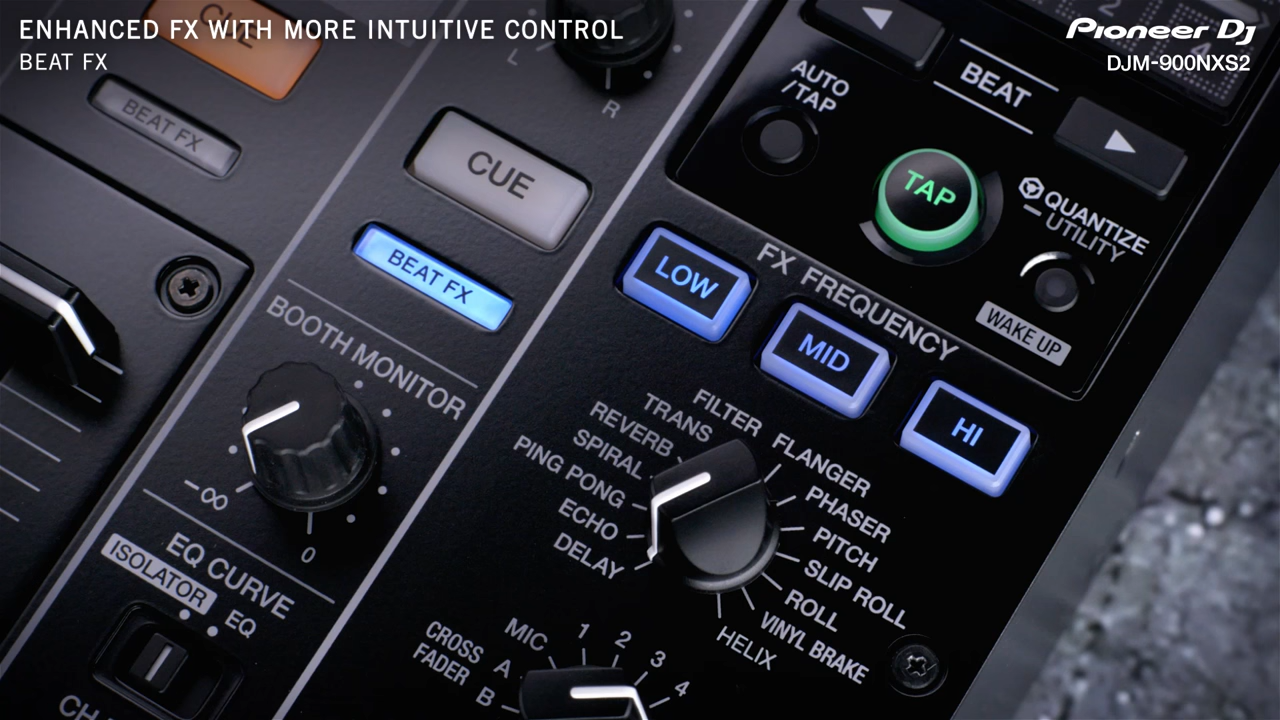 ENHANCED FX WITH MORE INTUITIVE CONTROL
BEAT FX
Pioneer Dj
DJM-900NXS2
CUE
BEAT FX
L
R
CUE
BEAT FX
BOOTH MONITOR
-∞
0
EQ CURVE
ISOLATOR
EQ
2
4
BEAT
AUTO
/TAP
TAP
QUANTIZE
UTILITY
WAKE UP
FX FREQUENCY
LOW
MID
HI
DELAY
ECHO
PING PONG
SPIRAL
REVERB
TRANS
FILTER
FLANGER
PHASER
PITCH
SLIP ROLL
ROLL
VINYL BRAKE
HELIX
CROSS
FADER
A
B
MIC
1
2
3
4